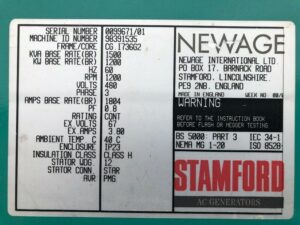 SERIAL NUMBER 0099671/01
MACHINE ID NUMBER 98391535
FRAME/CORE CG.I736G2
KVA BASE RATE(BR) 1500
KW BASE RATE(BR) 1200
HZ 60
RPM 1200
VOLTS 480
PHASE 3
AMPS BASE RATE(BR) 1804
PF 0.8
RATING CONT
EX VOLTS 67
EX AMPS 3.80
AMBIENT TEMP C 40 C
ENCLOSURE IP23
INSULATION CLASS CLASS H
STATOR WDG. 12
STATOR CONN STAR
AVR PMG
NEWAGE
NEWAGE INTERNATIONAL LTD.
PO BOX 17. BARNACK ROAD
STAMFORD. LINCOLNSHIRE.
PE9 2NB. ENGLAND
MADE IN ENGLAND WEEK NO
WARNING
REFER TO THE INSTRUCTION BOOK
BEFORE FLASH OR MEGGER TESTING
BS 5000: PART 3 IEC 34-1
NEMA MG 1-20 ISO 8528
STAMFORD
AC GENERATORS